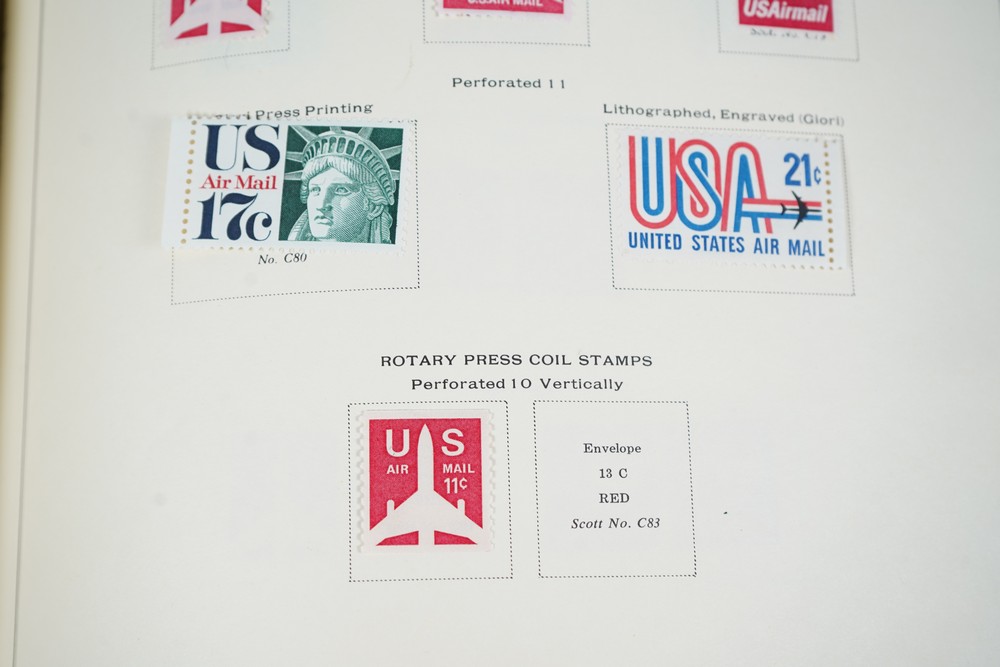 U.S. AIR MAIL
USAirmail
Perforated 11
Press Printing
Lithographed, Engraved (Giori)
US
Air Mail
17c
No. C80
USA
21¢
UNITED STATES AIR MAIL
ROTARY PRESS COIL STAMPS
Perforated 10 Vertically
US
AIR MAIL
11¢
Envelope
13 C
RED
Scott No. C83